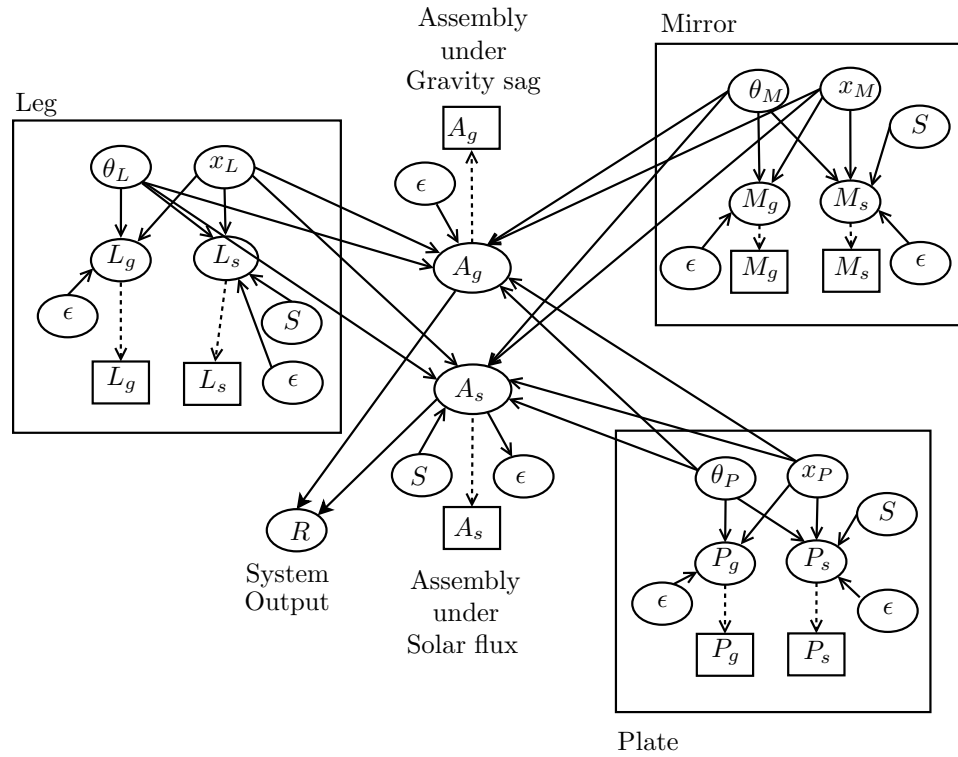 Assembly
under
Gravity sag
Mirror
Leg
θ_M
x_M
S
A_g
θ_L
x_L
ϵ
M_g
M_s
L_g
L_s
A_g
ϵ
M_g
M_s
ϵ
ϵ
S
L_g
L_s
ϵ
A_s
S
ϵ
θ_P
x_P
S
R
A_s
P_g
P_s
System
Output
Assembly
under
Solar flux
ϵ
ϵ
P_g
P_s
Plate